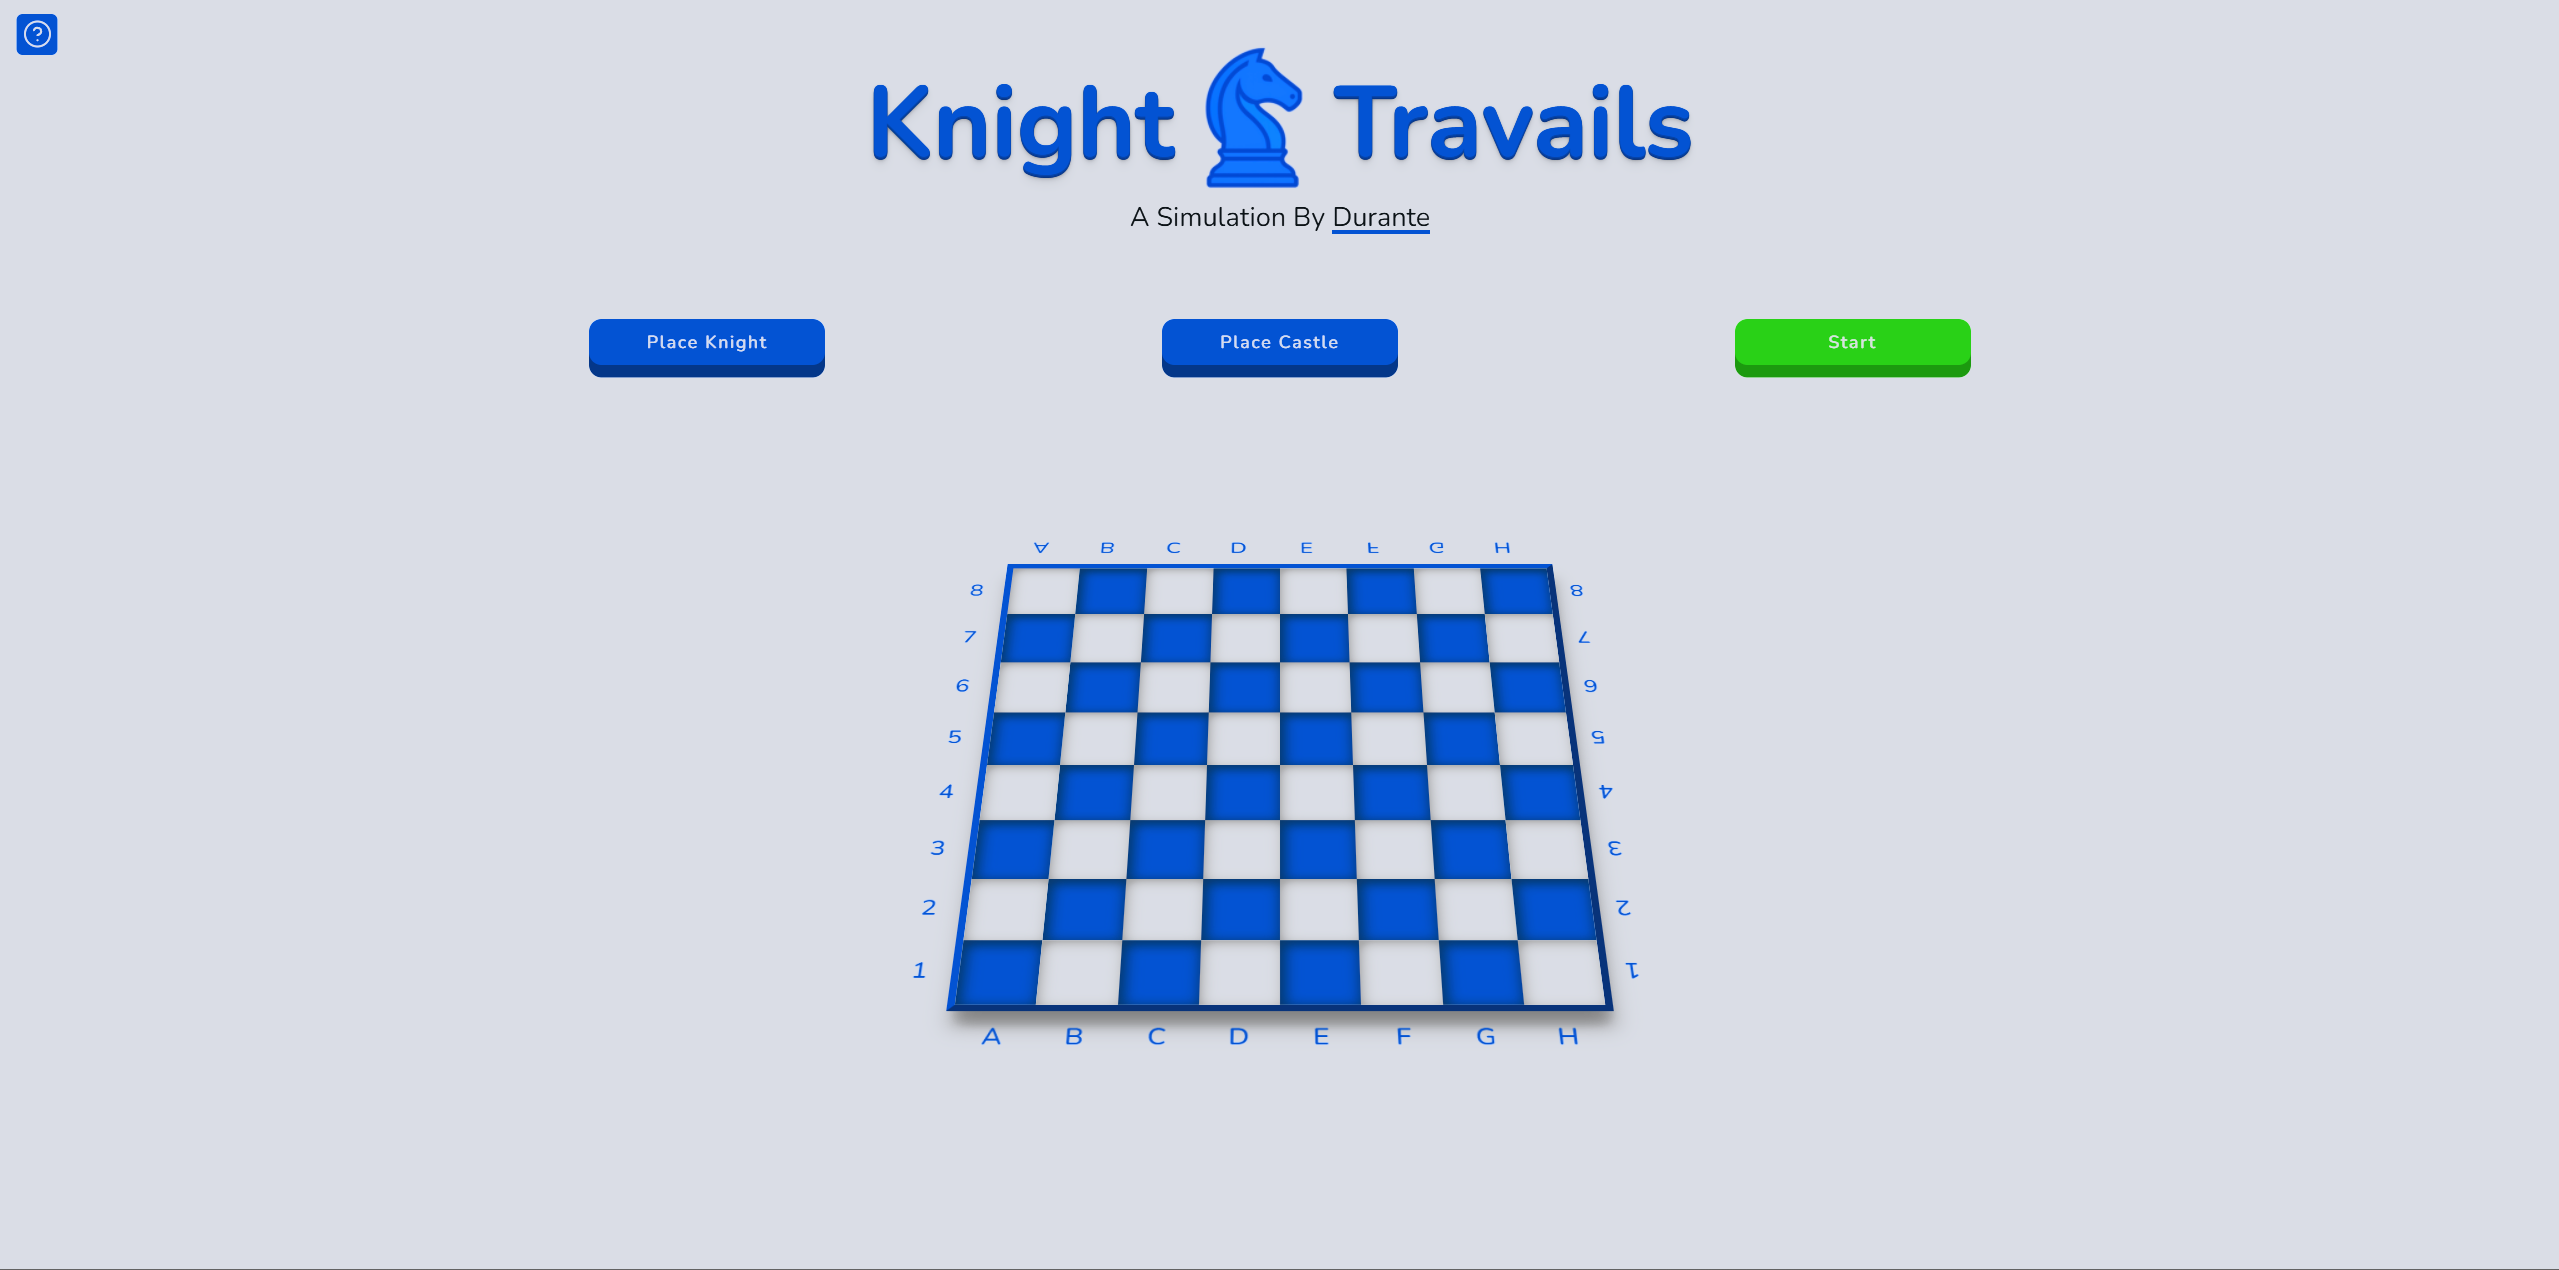 ?
Knight Travails
A Simulation By Durante
Place Knight
Place Castle
Start
A B C D E F G H
8 8
7 7
6 6
5 5
4 4
3 3
2 2
1 1
A B C D E F G H